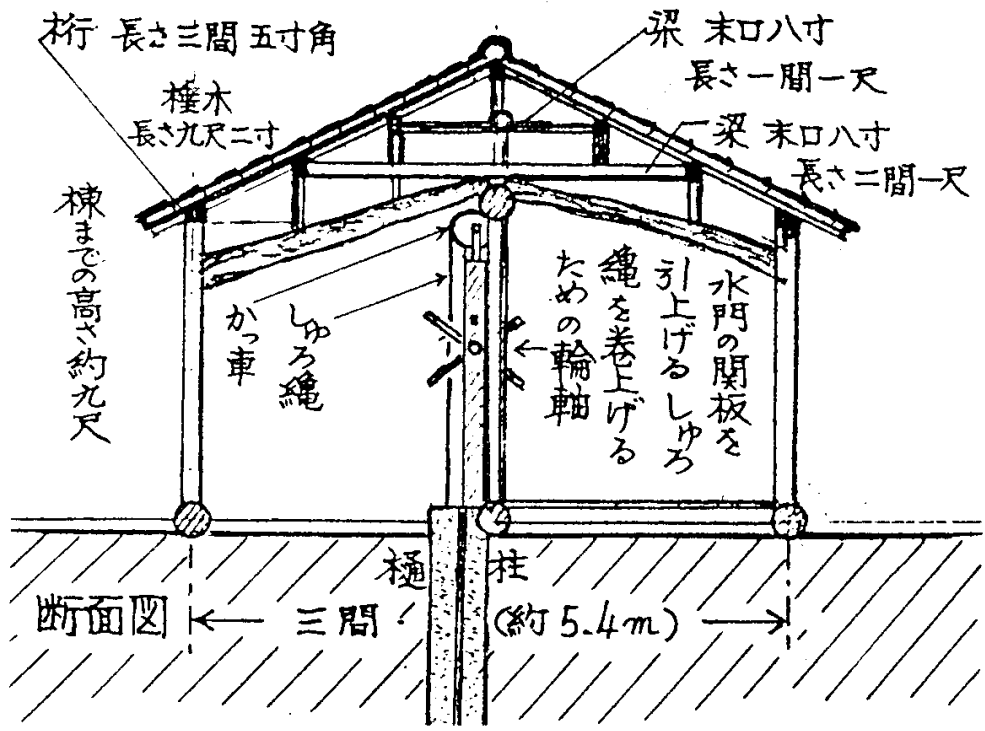 桁 長さ三間 五寸角
梁 末口八寸
長さ一間一尺
棰木
長さ九尺二寸
梁 末口八寸
長さ二間一尺
棟までの高さ約九尺
かっ車
しゅろ縄
水門の関板を
引上げるしゅろ
縄を巻上げる
ための輪軸
樋 柱
断面図
三間 (約5.4m)